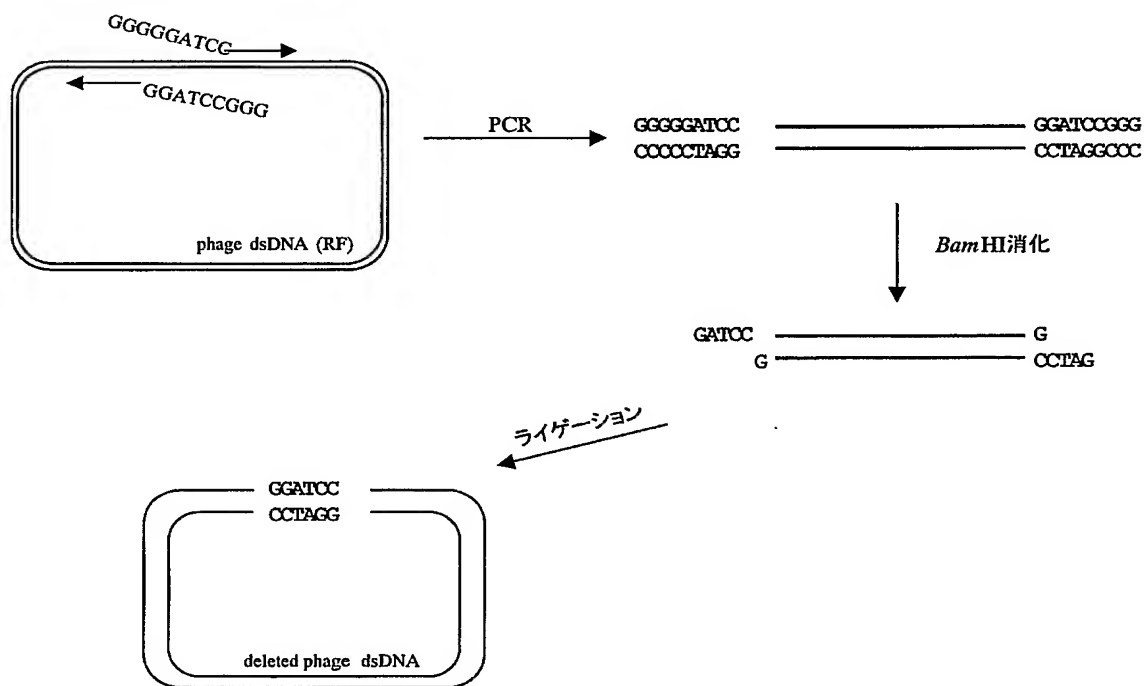 GGGGGATCC
GGATCCGGG
phage dsDNA (RF)
PCR
GGGGGATCC
GGATCCGGG
CCCCCTAGG
CCTAGGCCC
BamHI消化
GATCC
G
G
CCTAG
ライゲーション
GGATCC
CCTAGG
deleted phage dsDNA